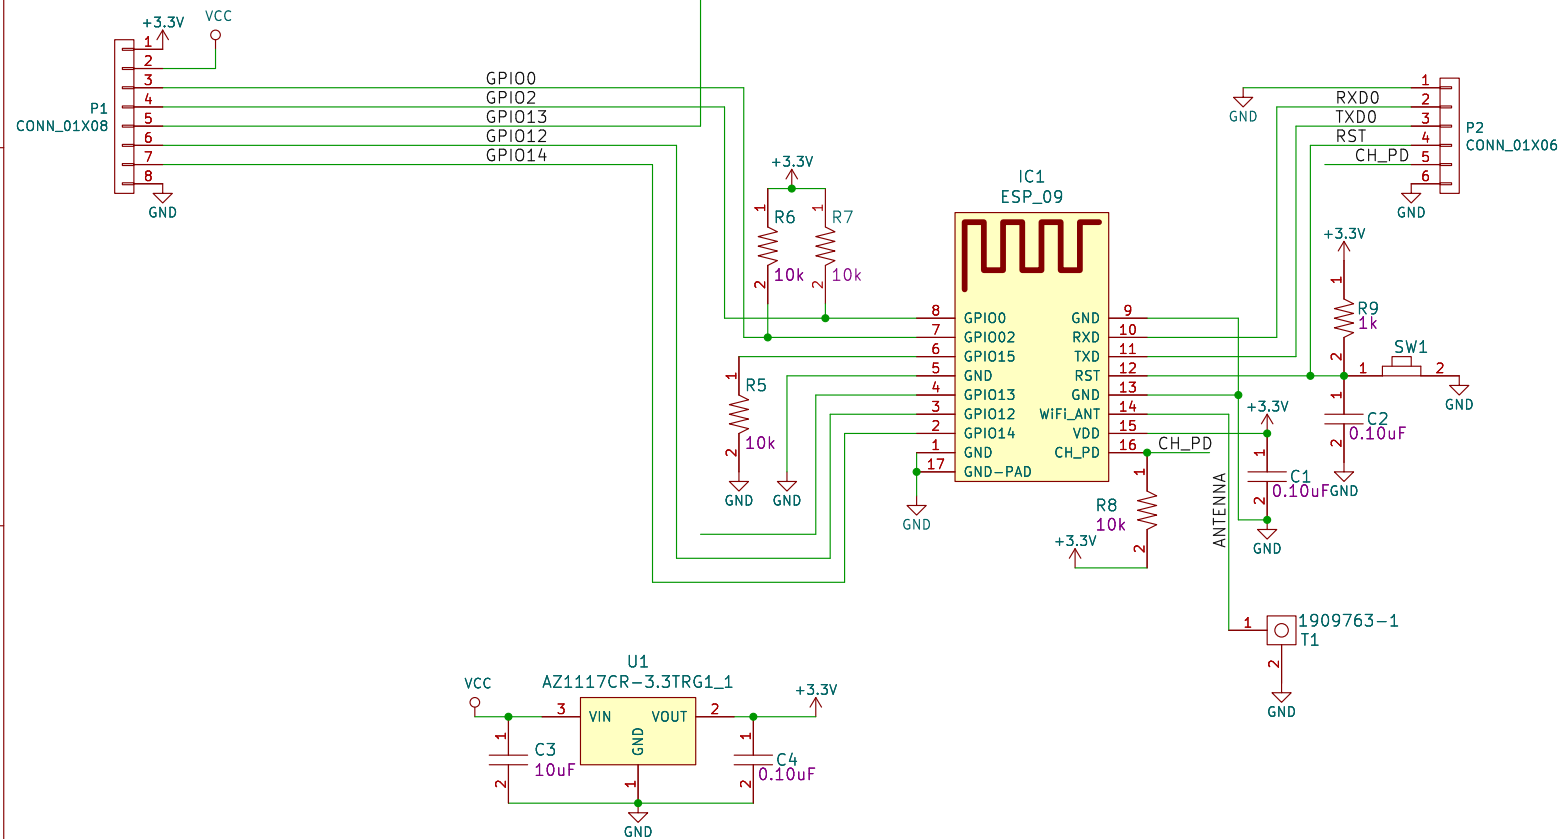 +3.3V
VCC
1
2
3
4
5
6
7
8
P1
CONN_01X08
GND
GPIO0
GPIO2
GPIO13
GPIO12
GPIO14
GND
1
2
3
4
5
6
RXD0
TXD0
RST
CH_PD
P2
CONN_01X06
GND
+3.3V
1
R6
10k
2
1
R7
10k
2
IC1
ESP_09
8 GPIO0
7 GPIO02
6 GPIO15
5 GND
4 GPIO13
3 GPIO12
2 GPIO14
1 GND
17 GND-PAD
GND 9
RXD 10
TXD 11
RST 12
GND 13
WiFi_ANT 14
VDD 15
CH_PD 16
1
R5
10k
2
GND
GND
GND
+3.3V
1
R9
1k
2
SW1
1
2
GND
1
C2
0.10uF
2
GND
+3.3V
1
C1
0.10uF
2
GND
CH_PD
1
R8
10k
2
+3.3V
ANTENNA
1
1909763-1
T1
2
GND
U1
AZ1117CR-3.3TRG1_1
VCC
3
VIN
VOUT
2
GND
1
+3.3V
1
C3
10uF
2
1
C4
0.10uF
2
GND